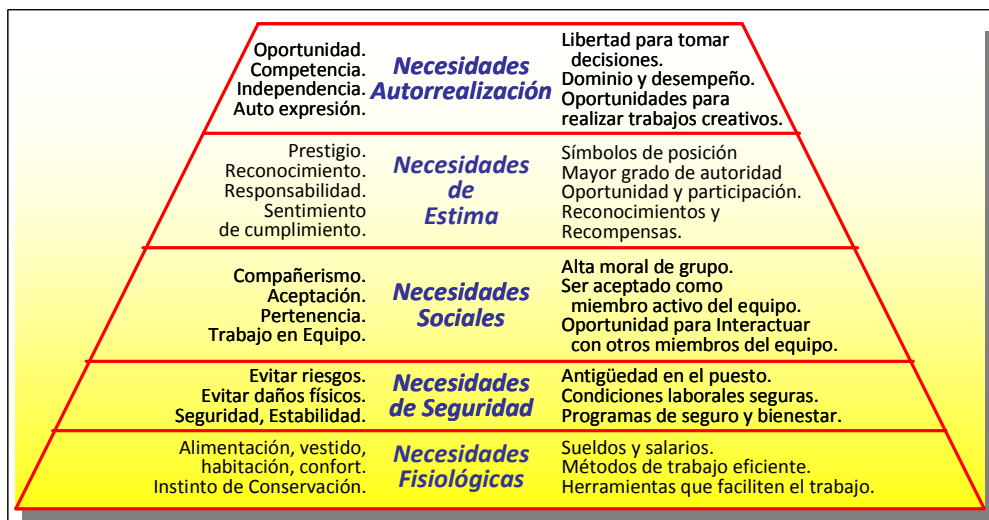 Oportunidad.
Competencia.
Independencia.
Auto expresión.
Necesidades
Autorrealización
Libertad para tomar
decisiones.
Dominio y desempeño.
Oportunidades para
realizar trabajos creativos.
Prestigio.
Reconocimiento.
Responsabilidad.
Sentimiento
de cumplimiento.
Necesidades
de
Estima
Símbolos de posición
Mayor grado de autoridad
Oportunidad y participación.
Reconocimientos y
Recompensas.
Compañerismo.
Aceptación.
Pertenencia.
Trabajo en Equipo.
Necesidades
Sociales
Alta moral de grupo.
Ser aceptado como
miembro activo del equipo.
Oportunidad para Interactuar
con otros miembros del equipo.
Evitar riesgos.
Evitar daños físicos.
Seguridad, Estabilidad.
Necesidades
de Seguridad
Antigüedad en el puesto.
Condiciones laborales seguras.
Programas de seguro y bienestar.
Alimentación, vestido,
habitación, confort.
Instinto de Conservación.
Necesidades
Fisiológicas
Sueldos y salarios.
Métodos de trabajo eficiente.
Herramientas que faciliten el trabajo.